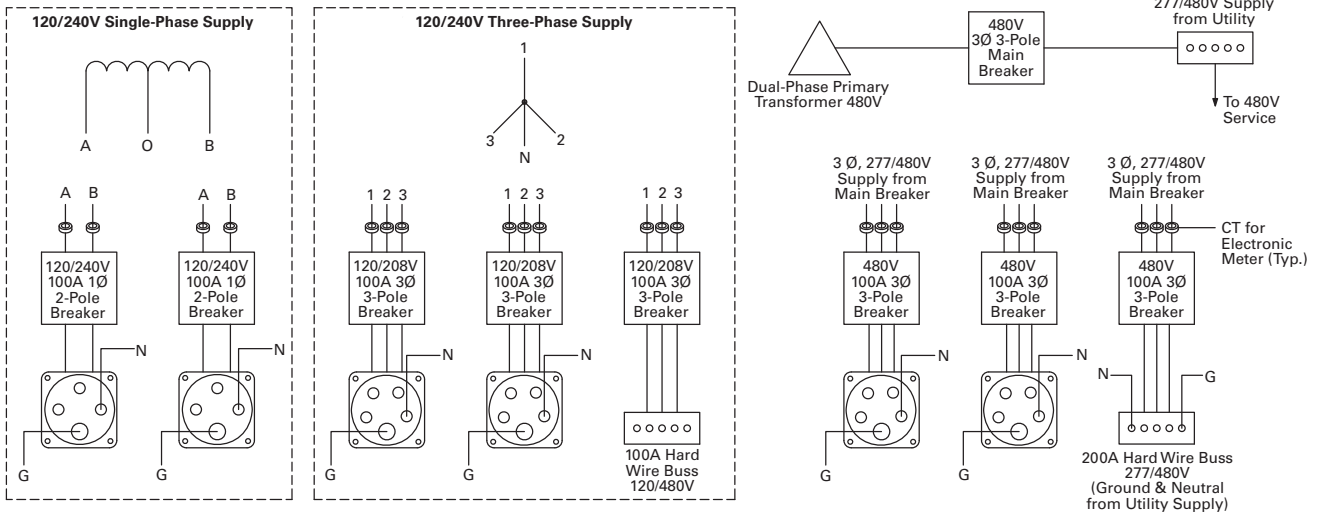 120/240V Single-Phase Supply
A
O
B
A B
A B
120/240V
100A 1Ø
2-Pole
Breaker
120/240V
100A 1Ø
2-Pole
Breaker
N
N
G
G
120/240V Three-Phase Supply
1
3
2
N
1 2 3
1 2 3
1 2 3
120/208V
100A 3Ø
3-Pole
Breaker
120/208V
100A 3Ø
3-Pole
Breaker
120/208V
100A 3Ø
3-Pole
Breaker
N
N
G
G
100A Hard
Wire Buss
120/480V
Dual-Phase Primary
Transformer 480V
480V
3Ø 3-Pole
Main
Breaker
277/480V Supply
from Utility
To 480V
Service
3 Ø, 277/480V
Supply from
Main Breaker
3 Ø, 277/480V
Supply from
Main Breaker
3 Ø, 277/480V
Supply from
Main Breaker
CT for
Electronic
Meter (Typ.)
480V
100A 3Ø
3-Pole
Breaker
480V
100A 3Ø
3-Pole
Breaker
480V
100A 3Ø
3-Pole
Breaker
N
N
N
G
G
G
200A Hard Wire Buss
277/480V
(Ground & Neutral
from Utility Supply)